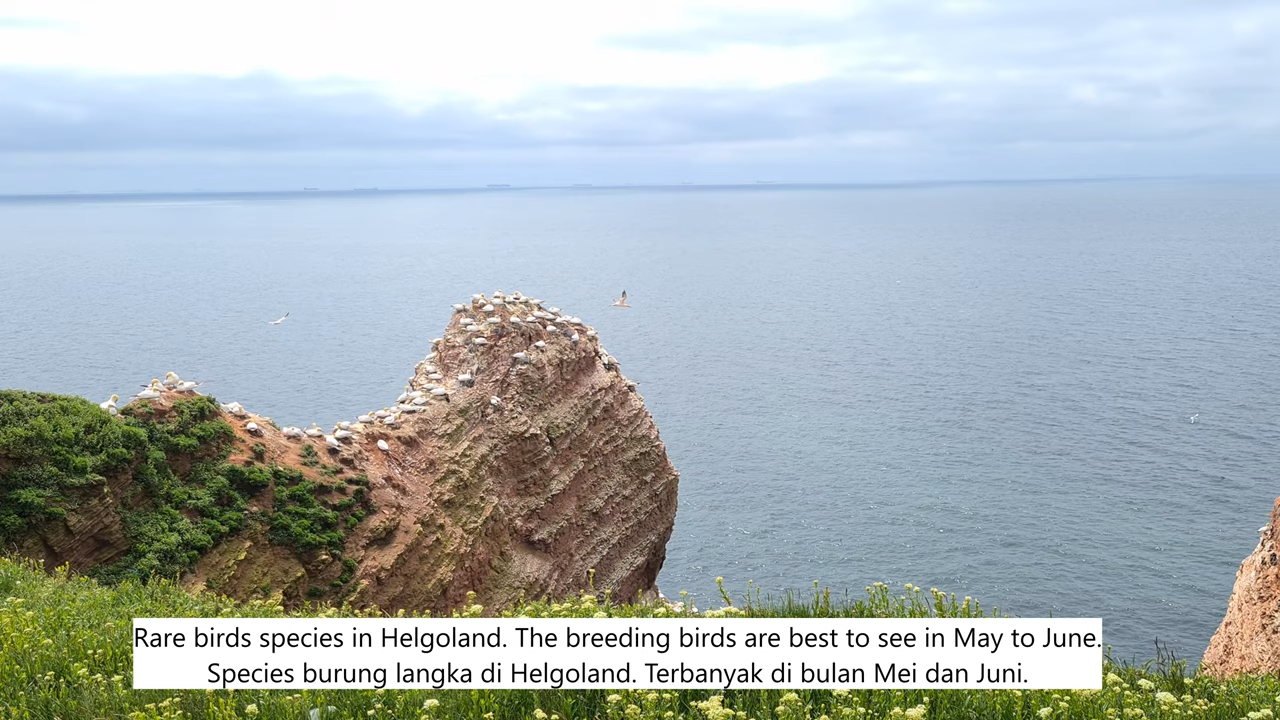 Rare birds species in Helgoland. The breeding birds are best to see in May to June.
Species burung langka di Helgoland. Terbanyak di bulan Mei dan Juni.